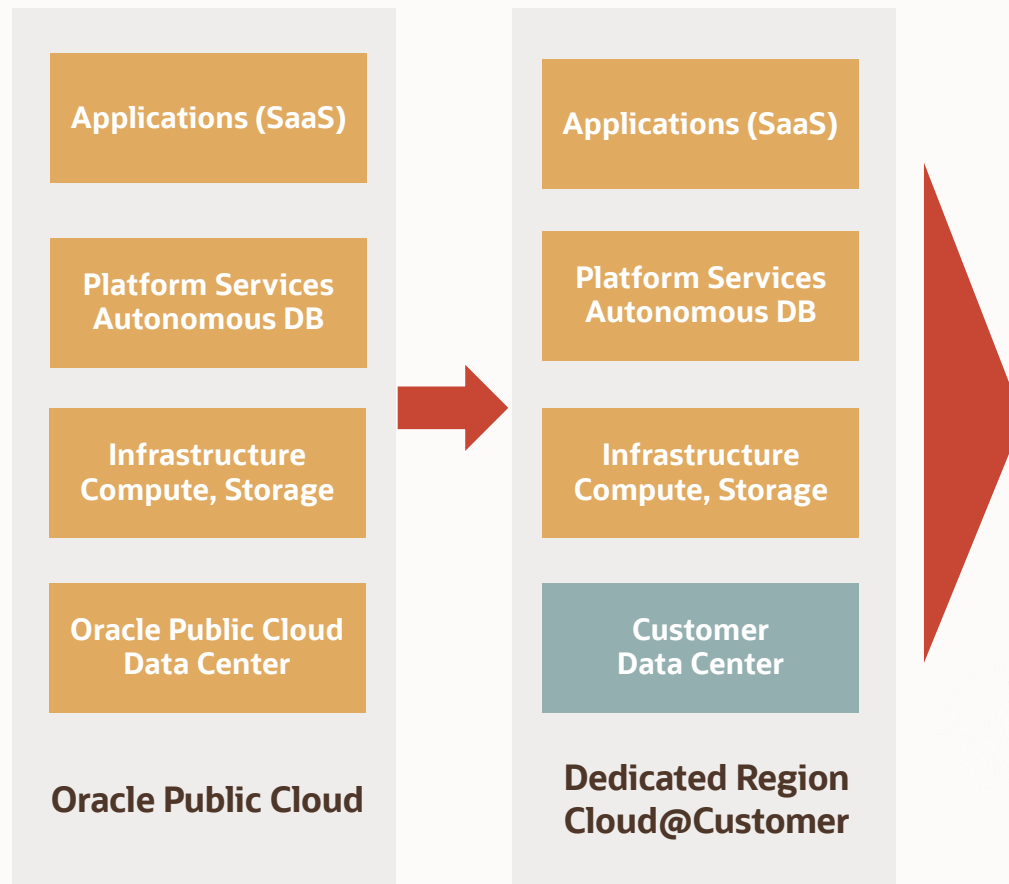 Applications (SaaS)
Platform Services
Autonomous DB
Infrastructure
Compute, Storage
Oracle Public Cloud
Data Center
Oracle Public Cloud
Applications (SaaS)
Platform Services
Autonomous DB
Infrastructure
Compute, Storage
Customer
Data Center
Dedicated Region
Cloud@Customer